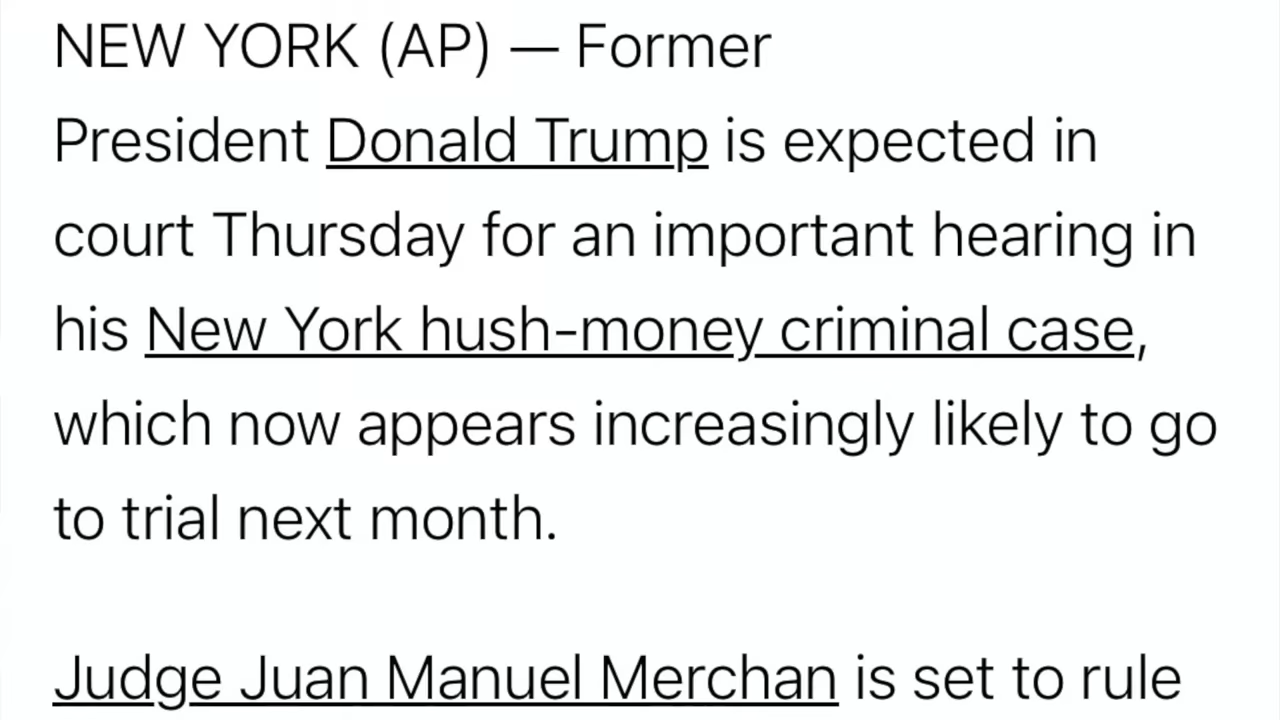 NEW YORK (AP) — Former
President Donald Trump is expected in
court Thursday for an important hearing in
his New York hush-money criminal case,
which now appears increasingly likely to go
to trial next month.
Judge Juan Manuel Merchan is set to rule